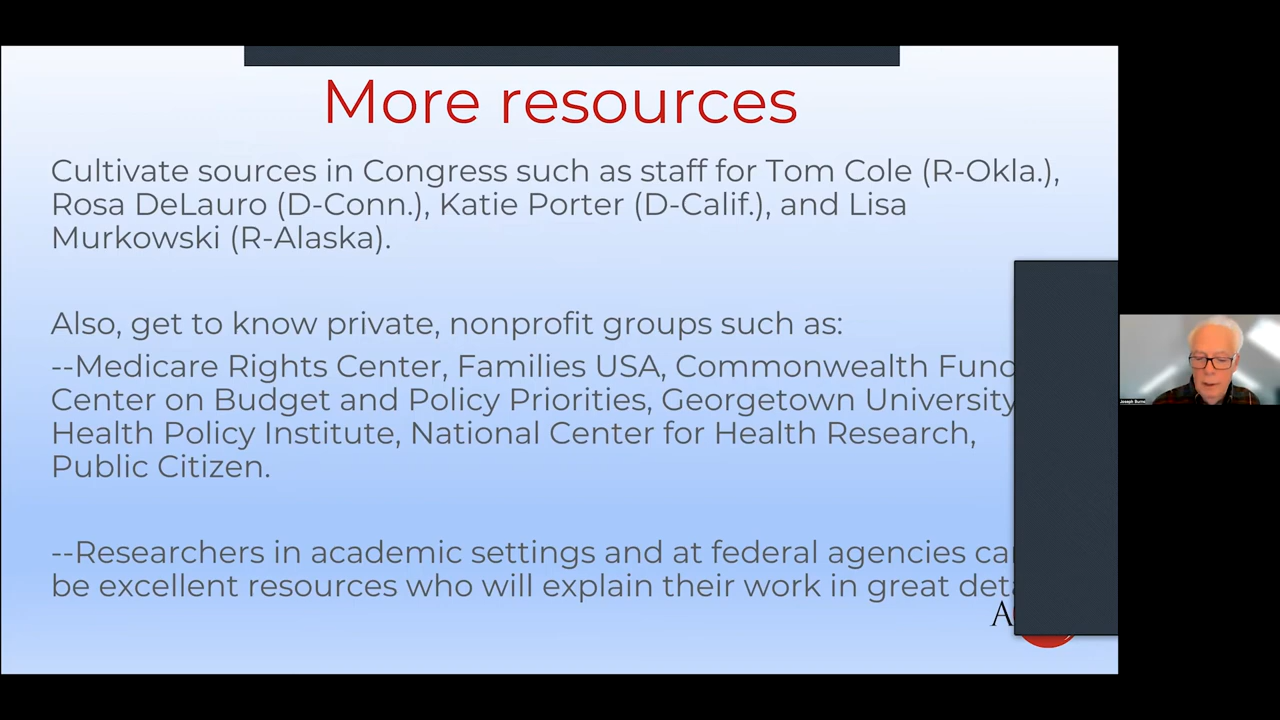 More resources
Cultivate sources in Congress such as staff for Tom Cole (R-Okla.),
Rosa DeLauro (D-Conn.), Katie Porter (D-Calif.), and Lisa
Murkowski (R-Alaska).
Also, get to know private, nonprofit groups such as:
--Medicare Rights Center, Families USA, Commonwealth
Center on Budget and Policy Priorities, Georgetown University
Health Policy Institute, National Center for Health Research,
Public Citizen.
--Researchers in academic settings and at federal agencies
be excellent resources who will explain their work in great
A
Joseph Burns